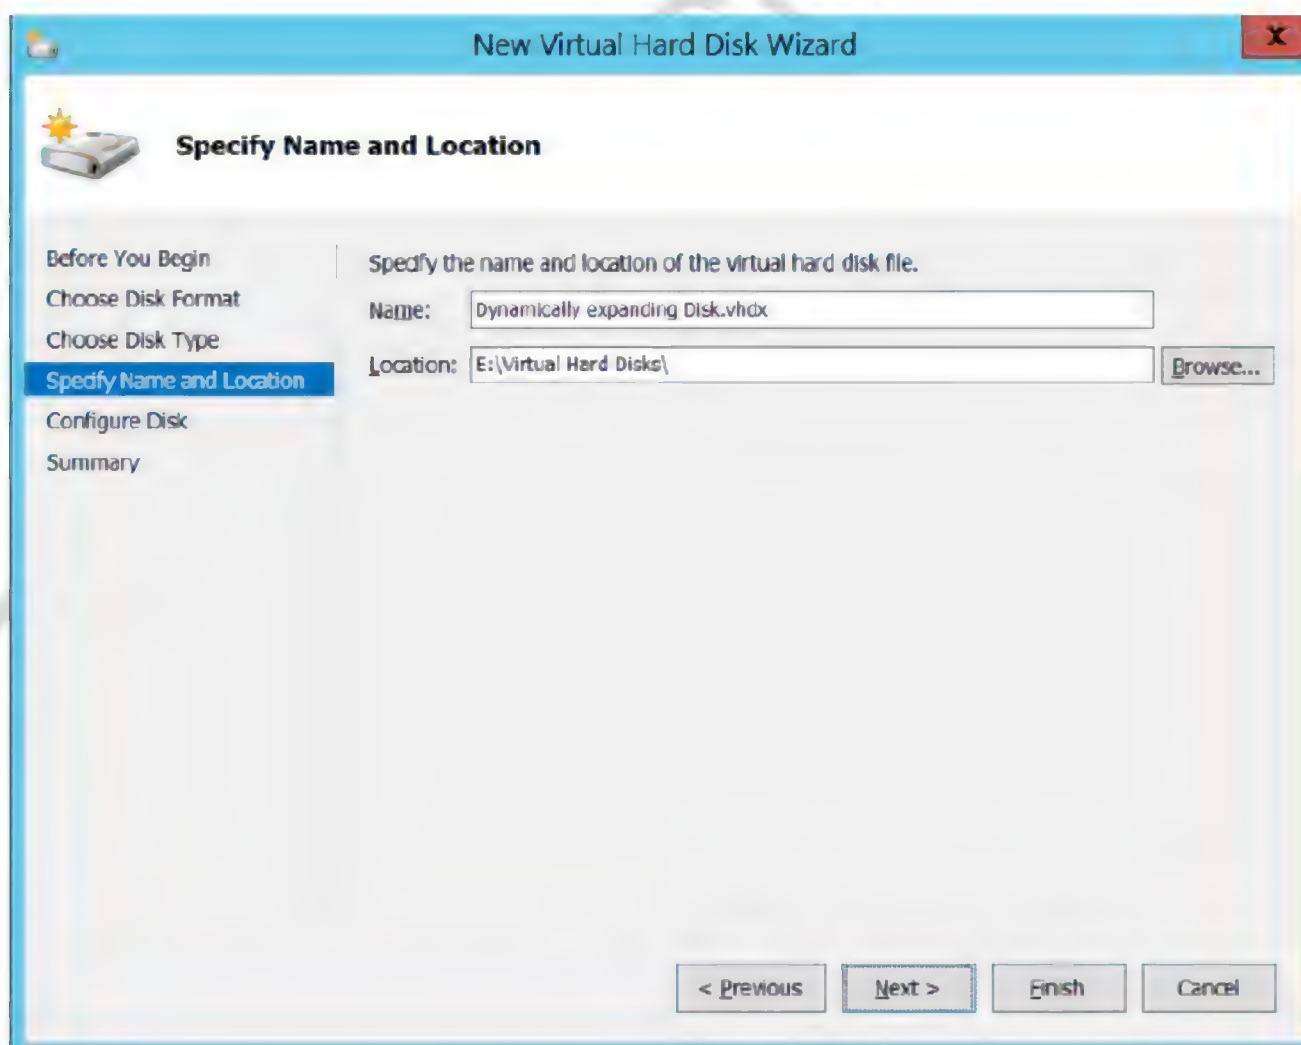 New Virtual Hard Disk Wizard
X
Specify Name and Location
Before You Begin
Choose Disk Format
Choose Disk Type
Specify Name and Location
Configure Disk
Summary
Specify the name and location of the virtual hard disk file.
Name: Dynamically expanding Disk.vhdx
Location: E:\Virtual Hard Disks\ Browse...
< Previous Next > Finish Cancel